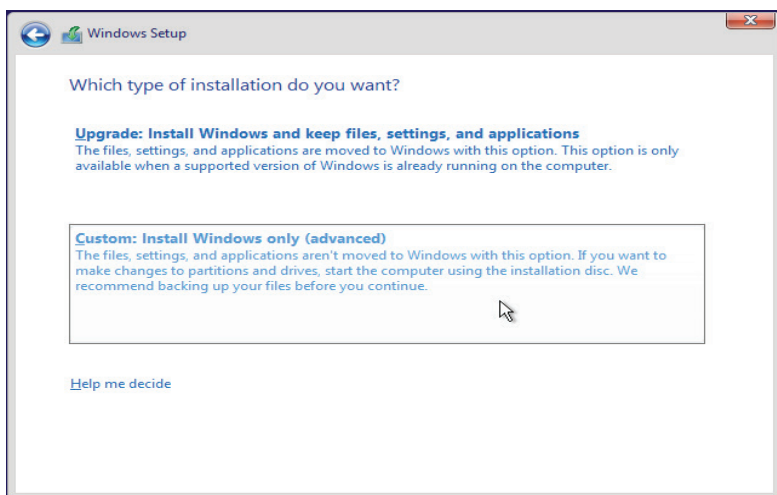 Windows Setup
Which type of installation do you want?
Upgrade: Install Windows and keep files, settings, and applications
The files, settings, and applications are moved to Windows with this option. This option is only
available when a supported version of Windows is already running on the computer.
Custom: Install Windows only (advanced)
The files, settings, and applications aren't moved to Windows with this option. If you want to
make changes to partitions and drives, start the computer using the installation disc. We
recommend backing up your files before you continue.
Help me decide